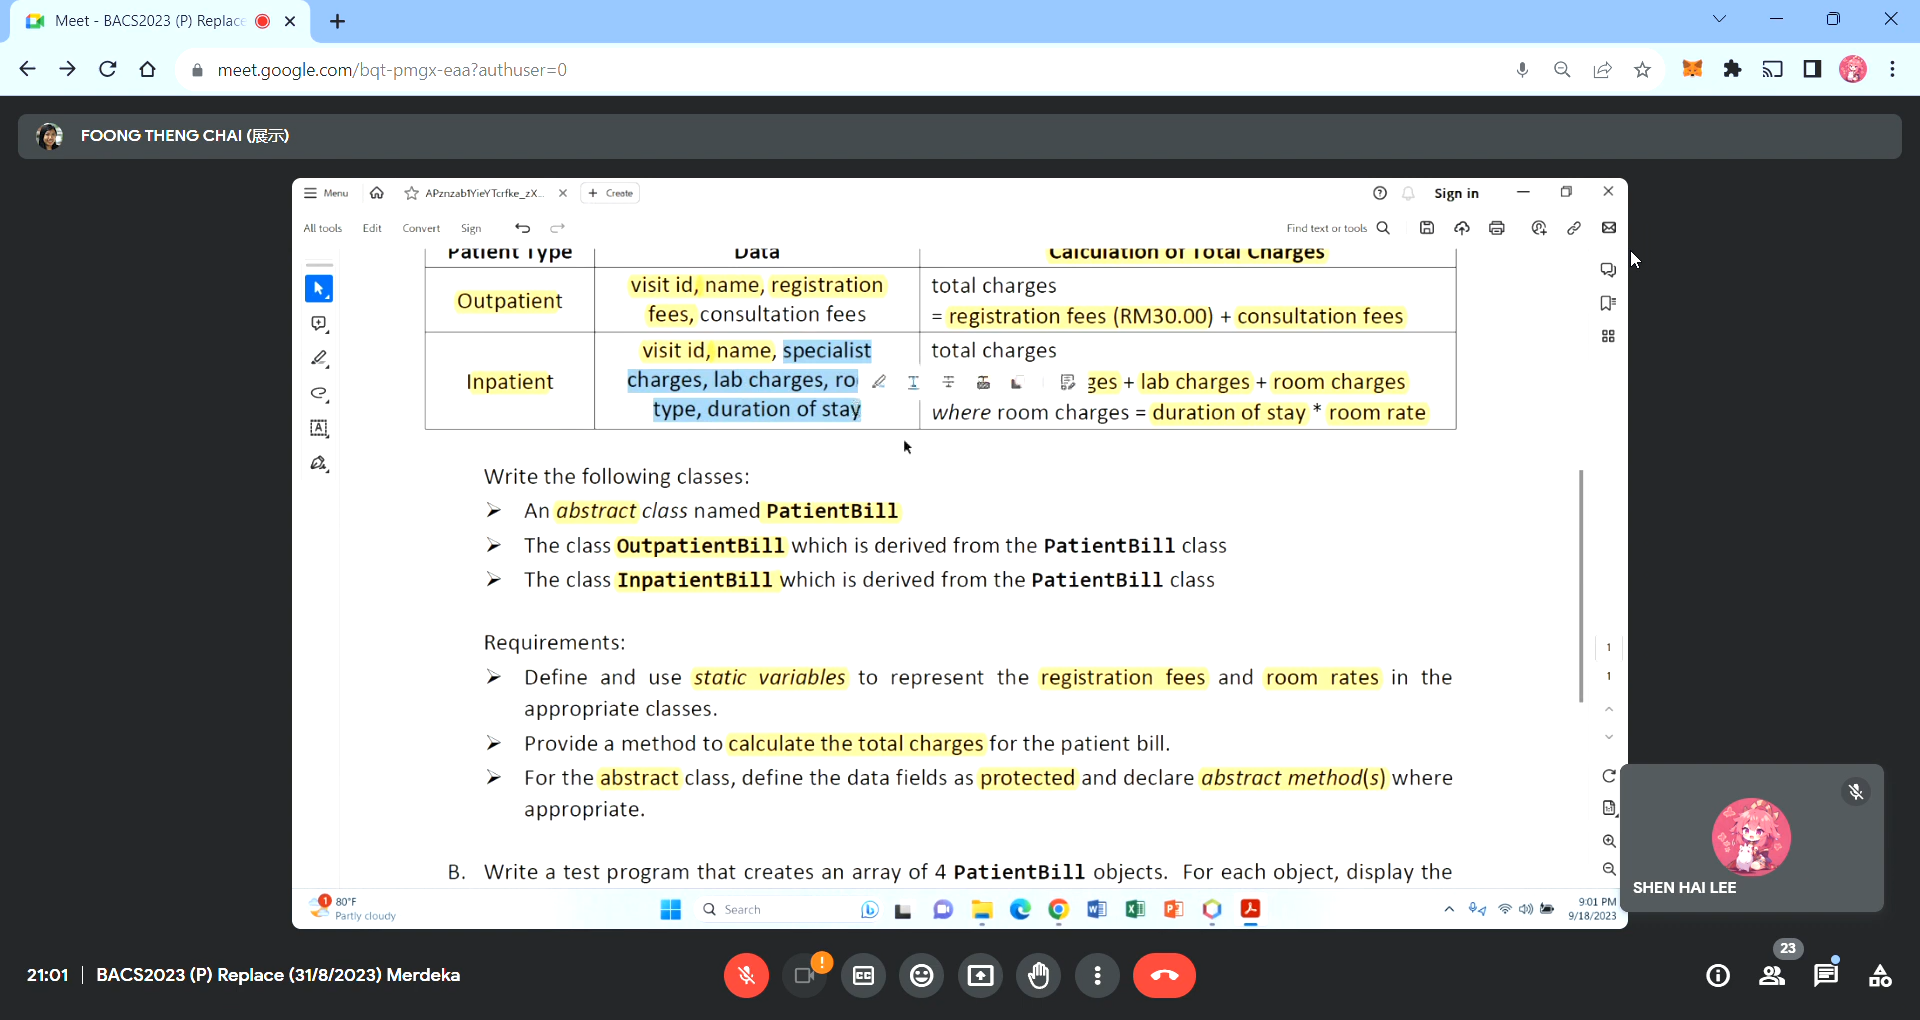 Meet - BACS2023 (P) Replace
meet.google.com/bqt-pmgx-eaa?authuser=0
FOONG THENG CHAI (展示)
Menu
APznzab1YieYTcrfke_zX...
Create
Sign in
All tools
Edit
Convert
Sign
Find text or tools
Patient Type
Data
Calculation of Total Charges
Outpatient
visit id, name, registration
fees, consultation fees
total charges
= registration fees (RM30.00) + consultation fees
Inpatient
visit id, name, specialist
charges, lab charges, ro
type, duration of stay
total charges
ges + lab charges + room charges
where room charges = duration of stay * room rate
Write the following classes:
➢ An abstract class named PatientBill
➢ The class OutpatientBill which is derived from the PatientBill class
➢ The class InpatientBill which is derived from the PatientBill class
Requirements:
➢ Define and use static variables to represent the registration fees and room rates in the
appropriate classes.
➢ Provide a method to calculate the total charges for the patient bill.
➢ For the abstract class, define the data fields as protected and declare abstract method(s) where
appropriate.
B. Write a test program that creates an array of 4 PatientBill objects. For each object, display the
1
1
SHEN HAI LEE
1
80°F
Partly cloudy
Search
9:01 PM
9/18/2023
21:01
BACS2023 (P) Replace (31/8/2023) Merdeka
23